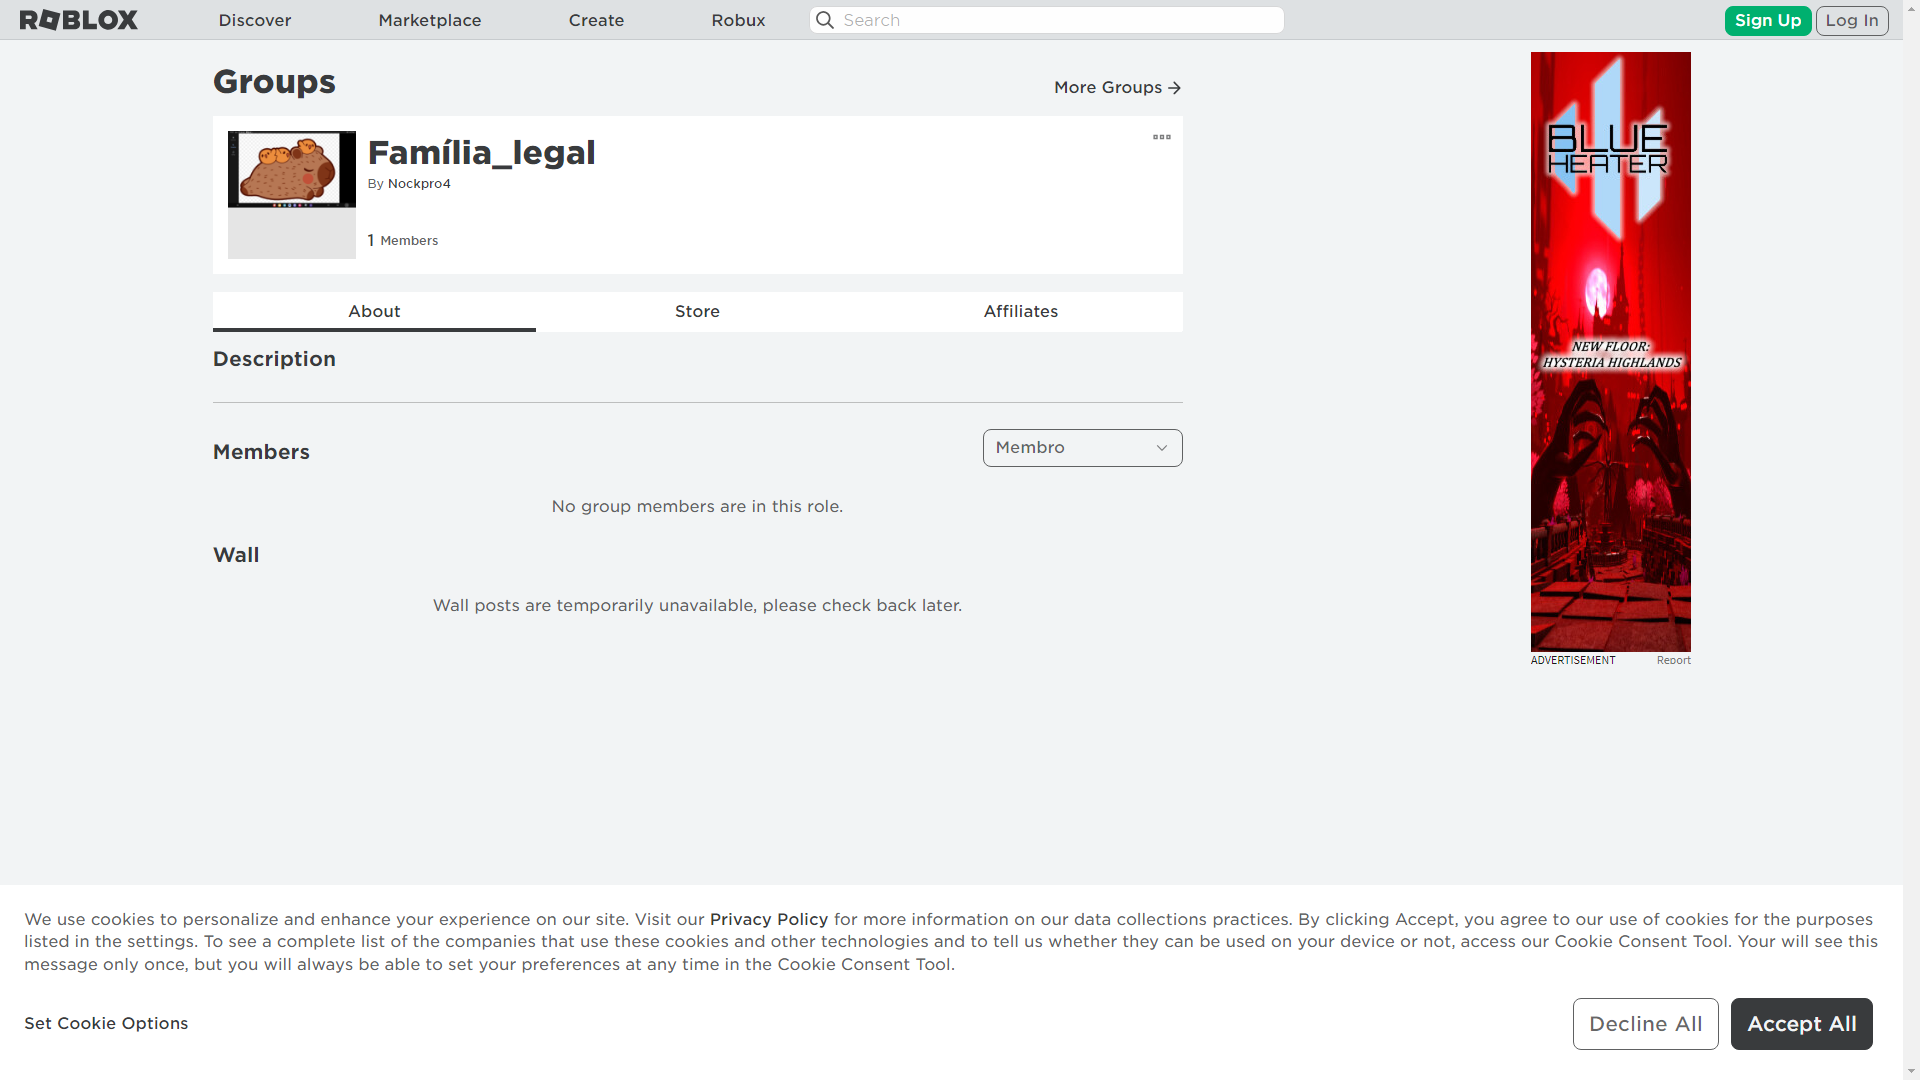 ROBLOX
Discover
Marketplace
Create
Robux
Search
Sign Up
Log In
Groups
More Groups
Família_legal
By Nockpro4
1 Members
About
Store
Affiliates
Description
Members
Membro
No group members are in this role.
Wall
Wall posts are temporarily unavailable, please check back later.
BLUE
HEATER
NEW FLOOR:
HYSTERIA HIGHLANDS
ADVERTISEMENT
Report
We use cookies to personalize and enhance your experience on our site. Visit our Privacy Policy for more information on our data collections practices. By clicking Accept, you agree to our use of cookies for the purposes
listed in the settings. To see a complete list of the companies that use these cookies and other technologies and to tell us whether they can be used on your device or not, access our Cookie Consent Tool. Your will see this
message only once, but you will always be able to set your preferences at any time in the Cookie Consent Tool.
Set Cookie Options
Decline All
Accept All